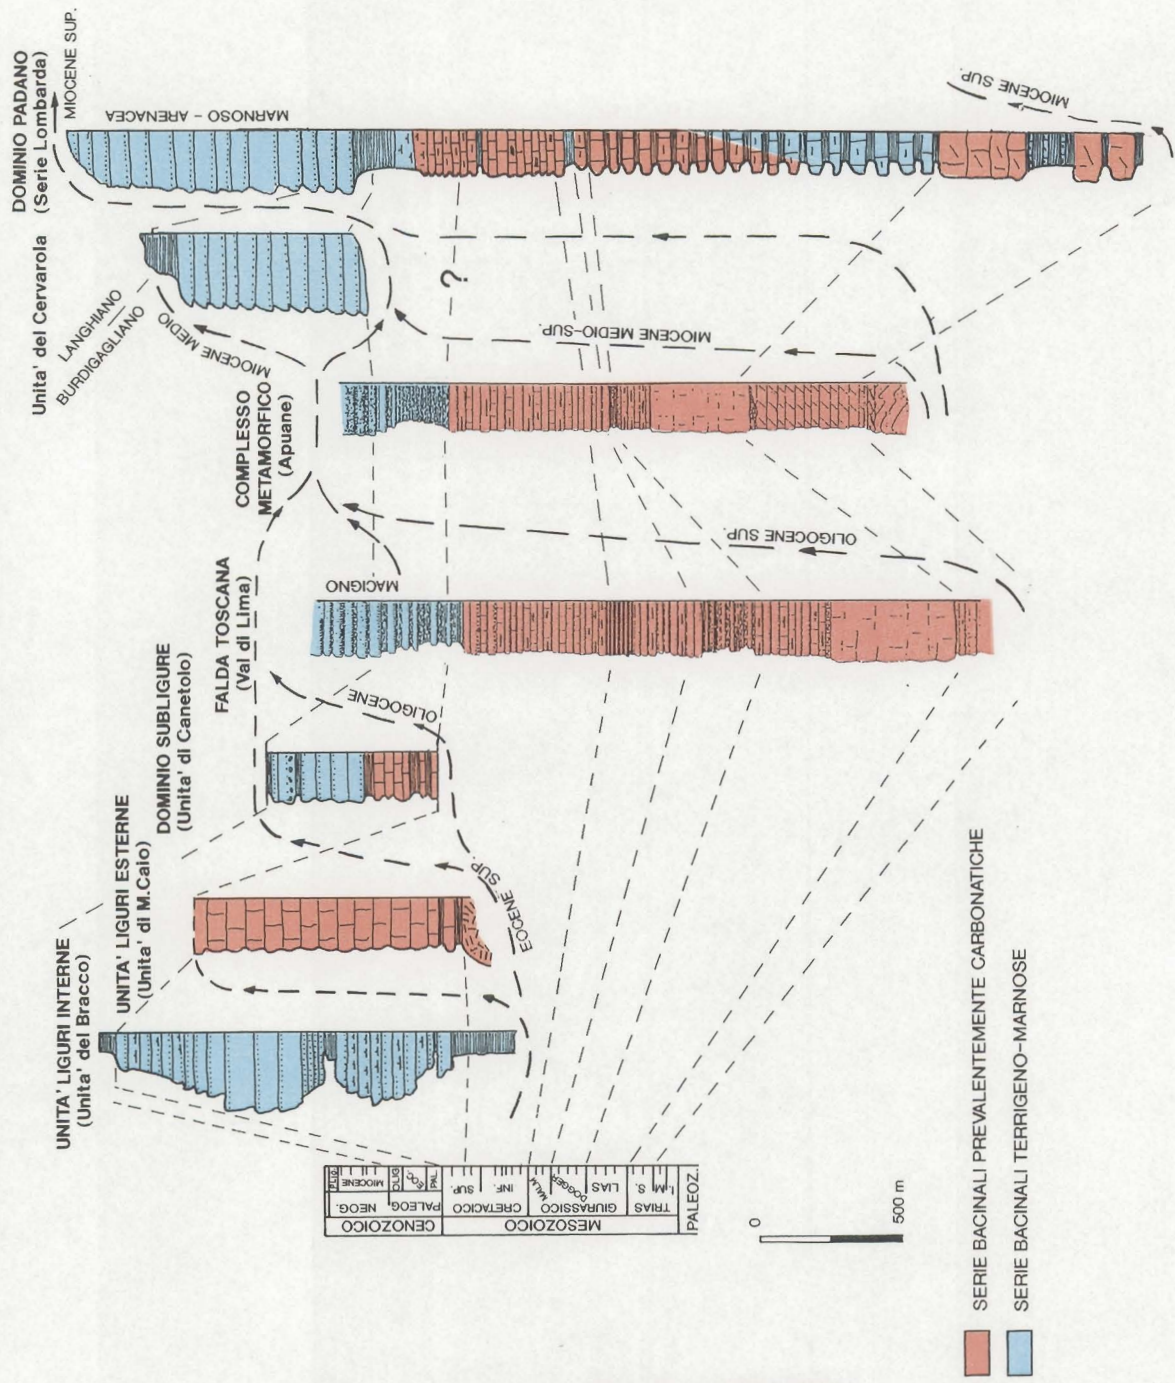 UNITA' LIGURI INTERNE
(Unita' del Bracco)
UNITA' LIGURI ESTERNE
(Unita' di M.Caio)
DOMINIO SUBLIGURE
(Unita' di Canetolo)
FALDA TOSCANA
(Val di Lima)
COMPLESSO
METAMORFICO
(Apuane)
Unita' del Cervarola
DOMINIO PADANO
(Serie Lombarda)
MIOCENE SUP.
MARNOSO - ARENACEA
MIOCENE SUP.
LANGHIANO
BURDIGAGLIANO
MIOCENE MEDIO
?
MIOCENE MEDIO-SUP.
OLIGOCENE SUP.
MACIGNO
OLIGOCENE
EOCENE SUP.
CENOZOICO
NEOG.
PALEOG.
PLIO.
MIOCENE
OLIG
EOC.
PAL.
MESOZOICO
CRETACICO
SUP.
INF.
GIURASSICO
MALM
DOGGER
LIAS
TRIAS
S.
M.
I.
PALEOZ.
0
500 m
SERIE BACINALI PREVALENTEMENTE CARBONATICHE
SERIE BACINALI TERRIGENO-MARNOSE